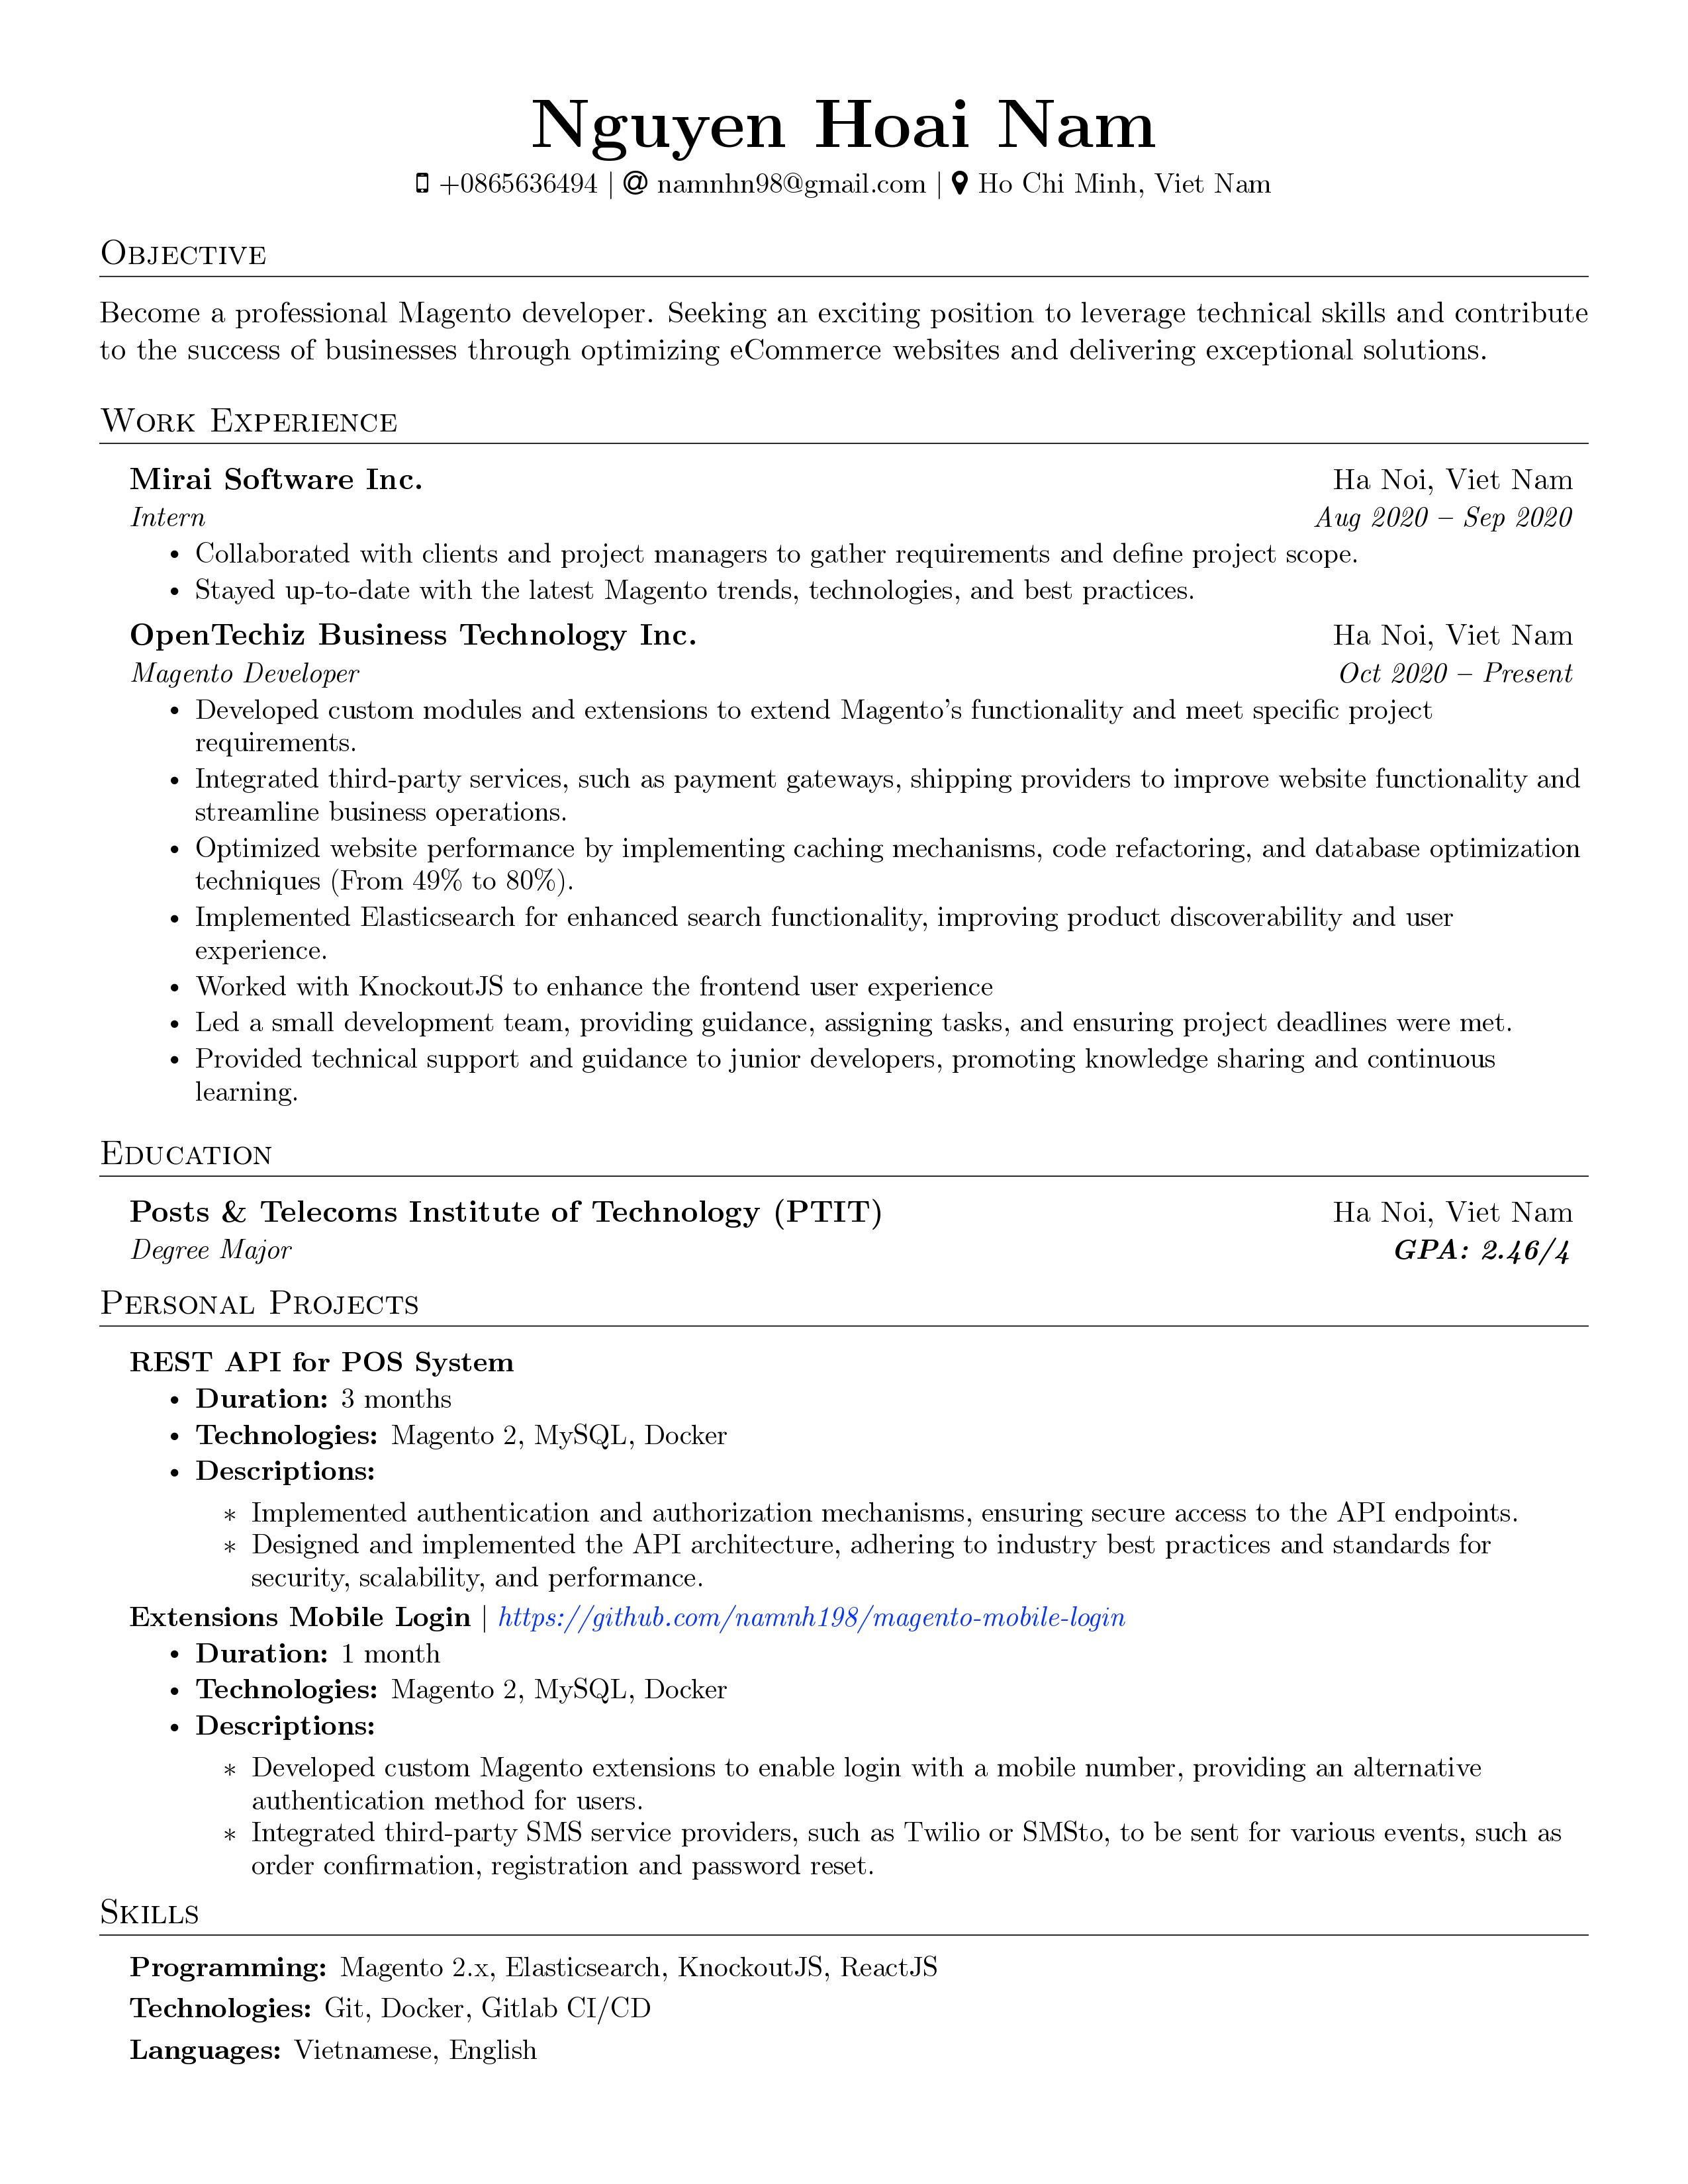 Nguyen Hoai Nam
+0865636494 | namnhn98@gmail.com | Ho Chi Minh, Viet Nam
Objective
Become a professional Magento developer. Seeking an exciting position to leverage technical skills and contribute
to the success of businesses through optimizing eCommerce websites and delivering exceptional solutions.
Work Experience
Mirai Software Inc. Ha Noi, Viet Nam
Intern Aug 2020 – Sep 2020
• Collaborated with clients and project managers to gather requirements and define project scope.
• Stayed up-to-date with the latest Magento trends, technologies, and best practices.
OpenTechiz Business Technology Inc. Ha Noi, Viet Nam
Magento Developer Oct 2020 – Present
• Developed custom modules and extensions to extend Magento's functionality and meet specific project
requirements.
• Integrated third-party services, such as payment gateways, shipping providers to improve website functionality and
streamline business operations.
• Optimized website performance by implementing caching mechanisms, code refactoring, and database optimization
techniques (From 49% to 80%).
• Implemented Elasticsearch for enhanced search functionality, improving product discoverability and user
experience.
• Worked with KnockoutJS to enhance the frontend user experience
• Led a small development team, providing guidance, assigning tasks, and ensuring project deadlines were met.
• Provided technical support and guidance to junior developers, promoting knowledge sharing and continuous
learning.
Education
Posts & Telecoms Institute of Technology (PTIT) Ha Noi, Viet Nam
Degree Major GPA: 2.46/4
Personal Projects
REST API for POS System
• Duration: 3 months
• Technologies: Magento 2, MySQL, Docker
• Descriptions:
* Implemented authentication and authorization mechanisms, ensuring secure access to the API endpoints.
* Designed and implemented the API architecture, adhering to industry best practices and standards for
security, scalability, and performance.
Extensions Mobile Login | https://github.com/namnh198/magento-mobile-login
• Duration: 1 month
• Technologies: Magento 2, MySQL, Docker
• Descriptions:
* Developed custom Magento extensions to enable login with a mobile number, providing an alternative
authentication method for users.
* Integrated third-party SMS service providers, such as Twilio or SMSto, to be sent for various events, such as
order confirmation, registration and password reset.
Skills
Programming: Magento 2.x, Elasticsearch, KnockoutJS, ReactJS
Technologies: Git, Docker, Gitlab CI/CD
Languages: Vietnamese, English